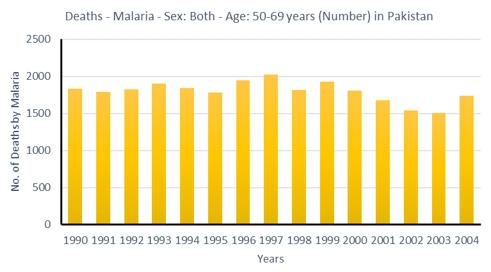 Deaths - Malaria - Sex: Both - Age: 50-69 years (Number) in Pakistan
No. of Deaths by Malaria
2500
2000
1500
1000
500
0
1990 1991 1992 1993 1994 1995 1996 1997 1998 1999 2000 2001 2002 2003 2004
Years